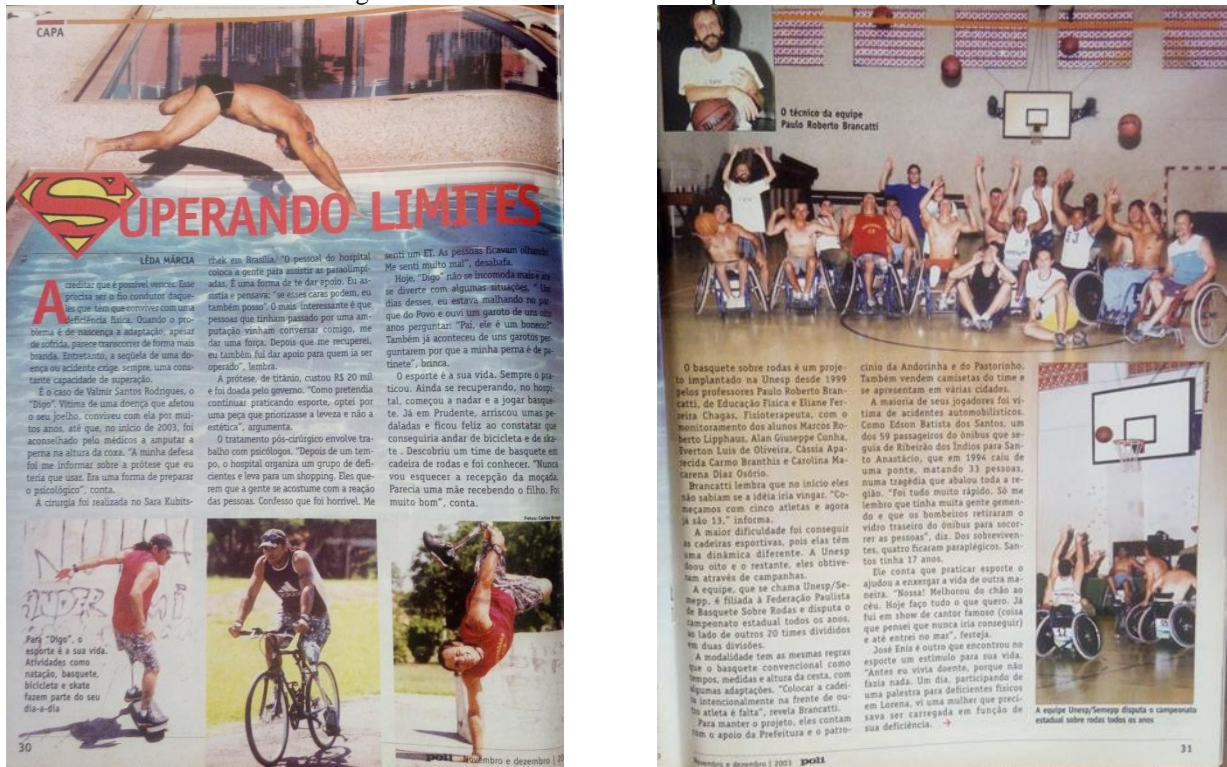 CAPA
SUPERANDO LIMITES
LÊDA MÁRCIA
Acreditar que é possível vencer. Esse
precisa ser o fio condutor daque-
les que têm que conviver com uma
deficiência física. Quando o pro-
blema é de nascença a adaptação, apesar
de sofrida, parece transcorrer de forma mais
branda. Entretanto, a seqüela de uma do-
ença ou acidente exige, sempre, uma cons-
tante capacidade de superação.
É o caso de Valmir Santos Rodrigues, o
"Digo". Vítima de uma doença que afetou
o seu joelho, conviveu com ela por mui-
tos anos, até que, no início de 2003, foi
aconselhado pelo médicos a amputar a
perna na altura da coxa. "A minha defesa
foi me informar sobre a prótese que eu
teria que usar. Era uma forma de preparar
o psicológico", conta.
A cirurgia foi realizada no Sara Kubits-
chek em Brasília. "O pessoal do hospital
coloca a gente para assistir as paraolimpí-
adas. É uma forma de te dar apoio. Eu as-
sistia e pensava: "se esses caras podem, eu
também posso". O mais interessante é que
pessoas que tinham passado por uma am-
putação vinham conversar comigo, me
dar uma força. Depois que me recuperei,
eu também fui dar apoio para quem ia ser
operado", lembra.
A prótese, de titânio, custou R$ 20 mil
e foi doada pelo governo. "Como pretendia
continuar praticando esporte, optei por
uma peça que priorizasse a leveza e não a
estética", argumenta.
O tratamento pós-cirúrgico envolve tra-
balho com psicólogos. "Depois de um tem-
po, o hospital organiza um grupo de defi-
cientes e leva para um shopping. Eles que-
rem que a gente se acostume com a reação
das pessoas. Confesso que foi horrível. Me
senti um ET. As pessoas ficavam olhando.
Me senti muito mal", desabafa.
Hoje, "Digo" não se incomoda mais e até
se diverte com algumas situações, "Um
dias desses, eu estava malhando no par-
que do Povo e ouvi um garoto de uns oito
anos perguntar: "Pai, ele é um boneco?"
Também já aconteceu de uns garotos per-
guntarem por que a minha perna é de pa-
tinete", brinca.
O esporte é a sua vida. Sempre o pra-
ticou. Ainda se recuperando, no hospi-
tal, começou a nadar e a jogar basque-
te. Já em Prudente, arriscou umas pe-
daladas e ficou feliz ao constatar que
conseguia andar de bicicleta e de ska-
te. Descobriu um time de basquete em
cadeira de rodas e foi conhecer. "Nunca
vou esquecer a recepção da moçada.
Parecia uma mãe recebendo o filho. Foi
muito bom", conta.
Para "Digo", o
esporte é a sua vida.
Atividades como
natação, basquete,
bicicleta e skate
fazem parte do seu
dia-a-dia
30
poli Novembro e dezembro
O técnico da equipe
Paulo Roberto Brancatti
O basquete sobre rodas é um proje-
to implantado na Unesp desde 1999
pelos professores Paulo Roberto Bran-
catti, de Educação Física e Eliane Fer-
reira Chagas, Fisioterapeuta, com o
monitoramento dos alunos Marcos Ro-
berto Lipphaus, Alan Giuseppe Cunha,
Everton Luis de Oliveira, Cássia Apa-
recida Carmo Branthis e Carolina Ma-
carena Díaz Osório.
Brancatti lembra que no início eles
não sabiam se a idéia iria vingar. "Co-
meçamos com cinco atletas e agora
já são 13," informa.
A maior dificuldade foi conseguir
as cadeiras esportivas, pois elas têm
uma dinâmica diferente. A Unesp
doou oito e o restante, eles obtive-
ram através de campanhas.
A equipe, que se chama Unesp/Se-
mepp, é filiada à Federação Paulista
de Basquete Sobre Rodas e disputa o
campeonato estadual todos os anos,
ao lado de outros 20 times divididos
em duas divisões.
A modalidade tem as mesmas regras
que o basquete convencional como
tempos, medidas e altura da cesta, com
algumas adaptações. "Colocar a cadei-
ra intencionalmente na frente de ou-
tro atleta é falta", revela Brancatti.
Para manter o projeto, eles contam
com o apoio da Prefeitura e o patro-
cínio da Andorinha e do Pastorinho.
Também vendem camisetas do time e
se apresentam em várias cidades.
A maioria de seus jogadores foi ví-
tima de acidentes automobilísticos.
Como Edson Batista dos Santos, um
dos 59 passageiros do ônibus que se-
guia de Ribeirão dos Índios para San-
to Anastácio, que em 1994 caiu de
uma ponte, matando 33 pessoas,
numa tragédia que abalou toda a re-
gião. "Foi tudo muito rápido. Só me
lembro que tinha muita gente gemen-
do e que os bombeiros retiraram o
vidro traseiro do ônibus para socor-
rer as pessoas", diz. Dos sobreviven-
tes, quatro ficaram paraplégicos. San-
tos tinha 17 anos.
Ele conta que praticar esporte o
ajudou a enxergar a vida de outra ma-
neira. "Nossa! Melhorou do chão ao
céu. Hoje faço tudo o que quero. Já
fui em show de cantor famoso (coisa
que pensei que nunca iria conseguir)
e até entrei no mar", festeja.
José Enis é outro que encontrou no
esporte um estímulo para sua vida.
"Antes eu vivia doente, porque não
fazia nada. Um dia, participando de
uma palestra para deficientes físicos
em Lorena, vi uma mulher que preci-
sava ser carregada em função de
sua deficiência.
A equipe Unesp/Semepp disputa o campeonato
estadual sobre rodas todos os anos
Novembro e dezembro | 2003 poli
31